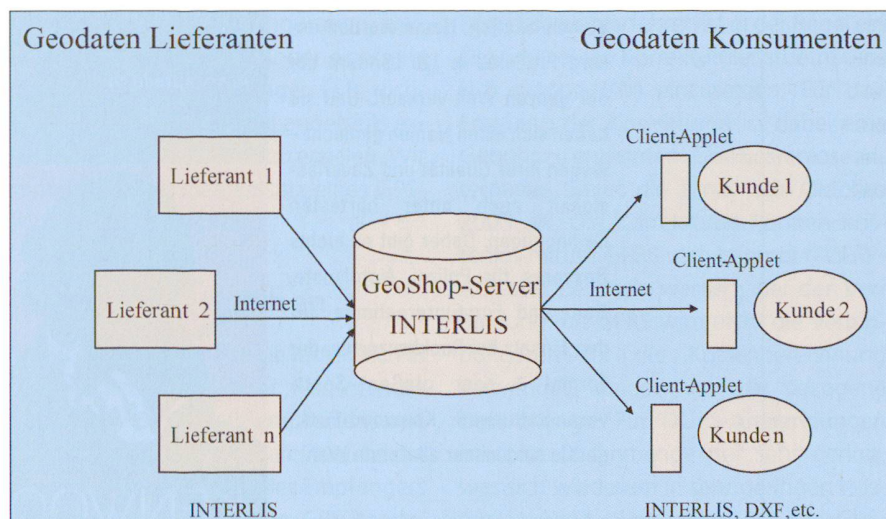 Geodaten Lieferanten
Geodaten Konsumenten
Lieferant 1
Lieferant 2
Lieferant n
Internet
GeoShop-Server
INTERLIS
Internet
Client-Applet
Kunde 1
Client-Applet
Kunde 2
Client-Applet
Kunde n
INTERLIS
INTERLIS, DXF, etc.